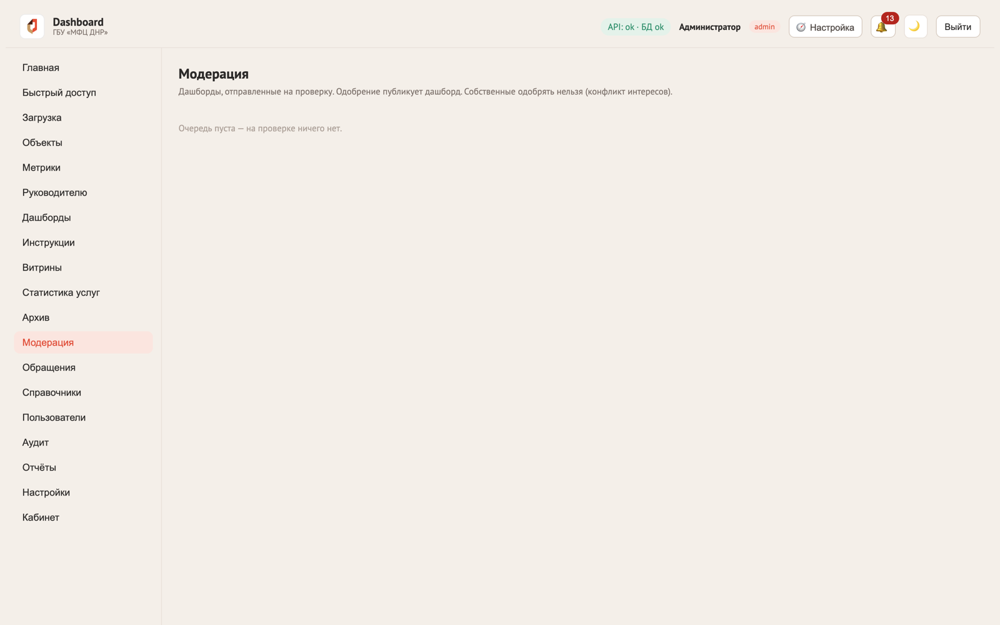 Dashboard
ГБУ «МФЦ ДНР»
API: ok · БД ok
Администратор
admin
Настройка
13
Выйти
Главная
Быстрый доступ
Загрузка
Объекты
Метрики
Руководителю
Дашборды
Инструкции
Витрины
Статистика услуг
Архив
Модерация
Обращения
Справочники
Пользователи
Аудит
Отчёты
Настройки
Кабинет
Модерация
Дашборды, отправленные на проверку. Одобрение публикует дашборд. Собственные одобрять нельзя (конфликт интересов).
Очередь пуста — на проверке ничего нет.